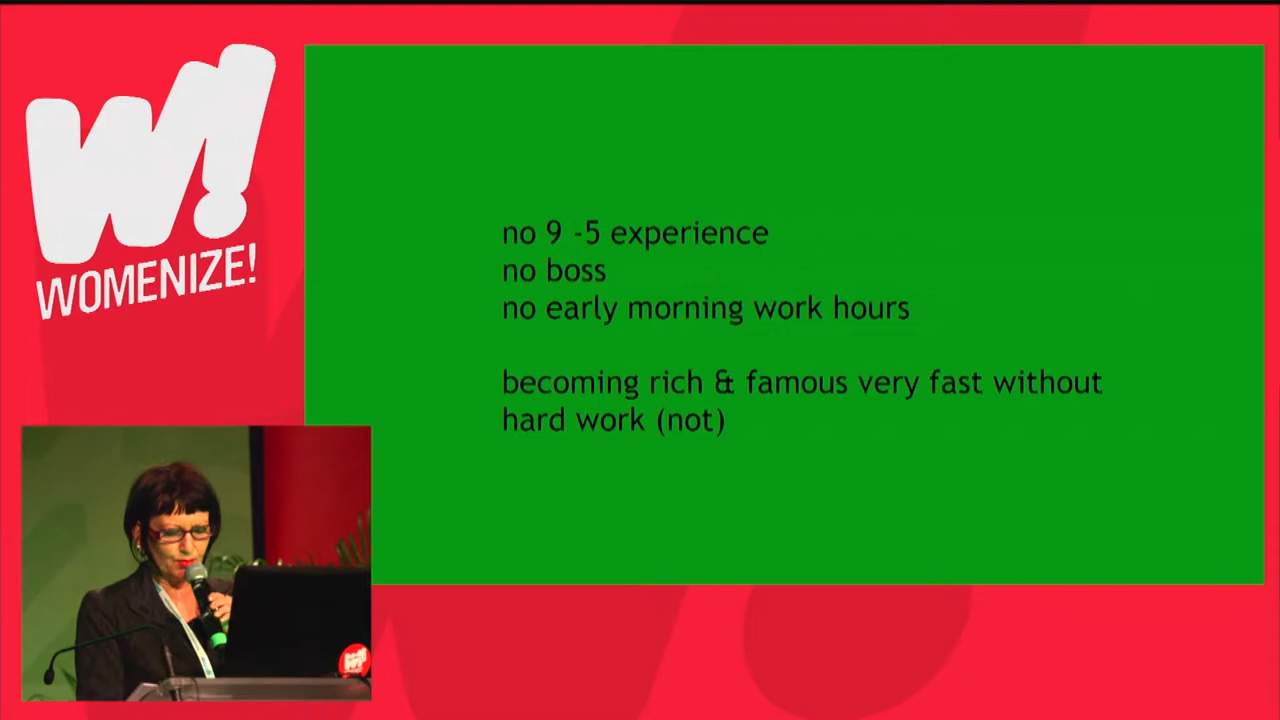 W!
WOMENIZE!
no 9 -5 experience
no boss
no early morning work hours
becoming rich & famous very fast without
hard work (not)